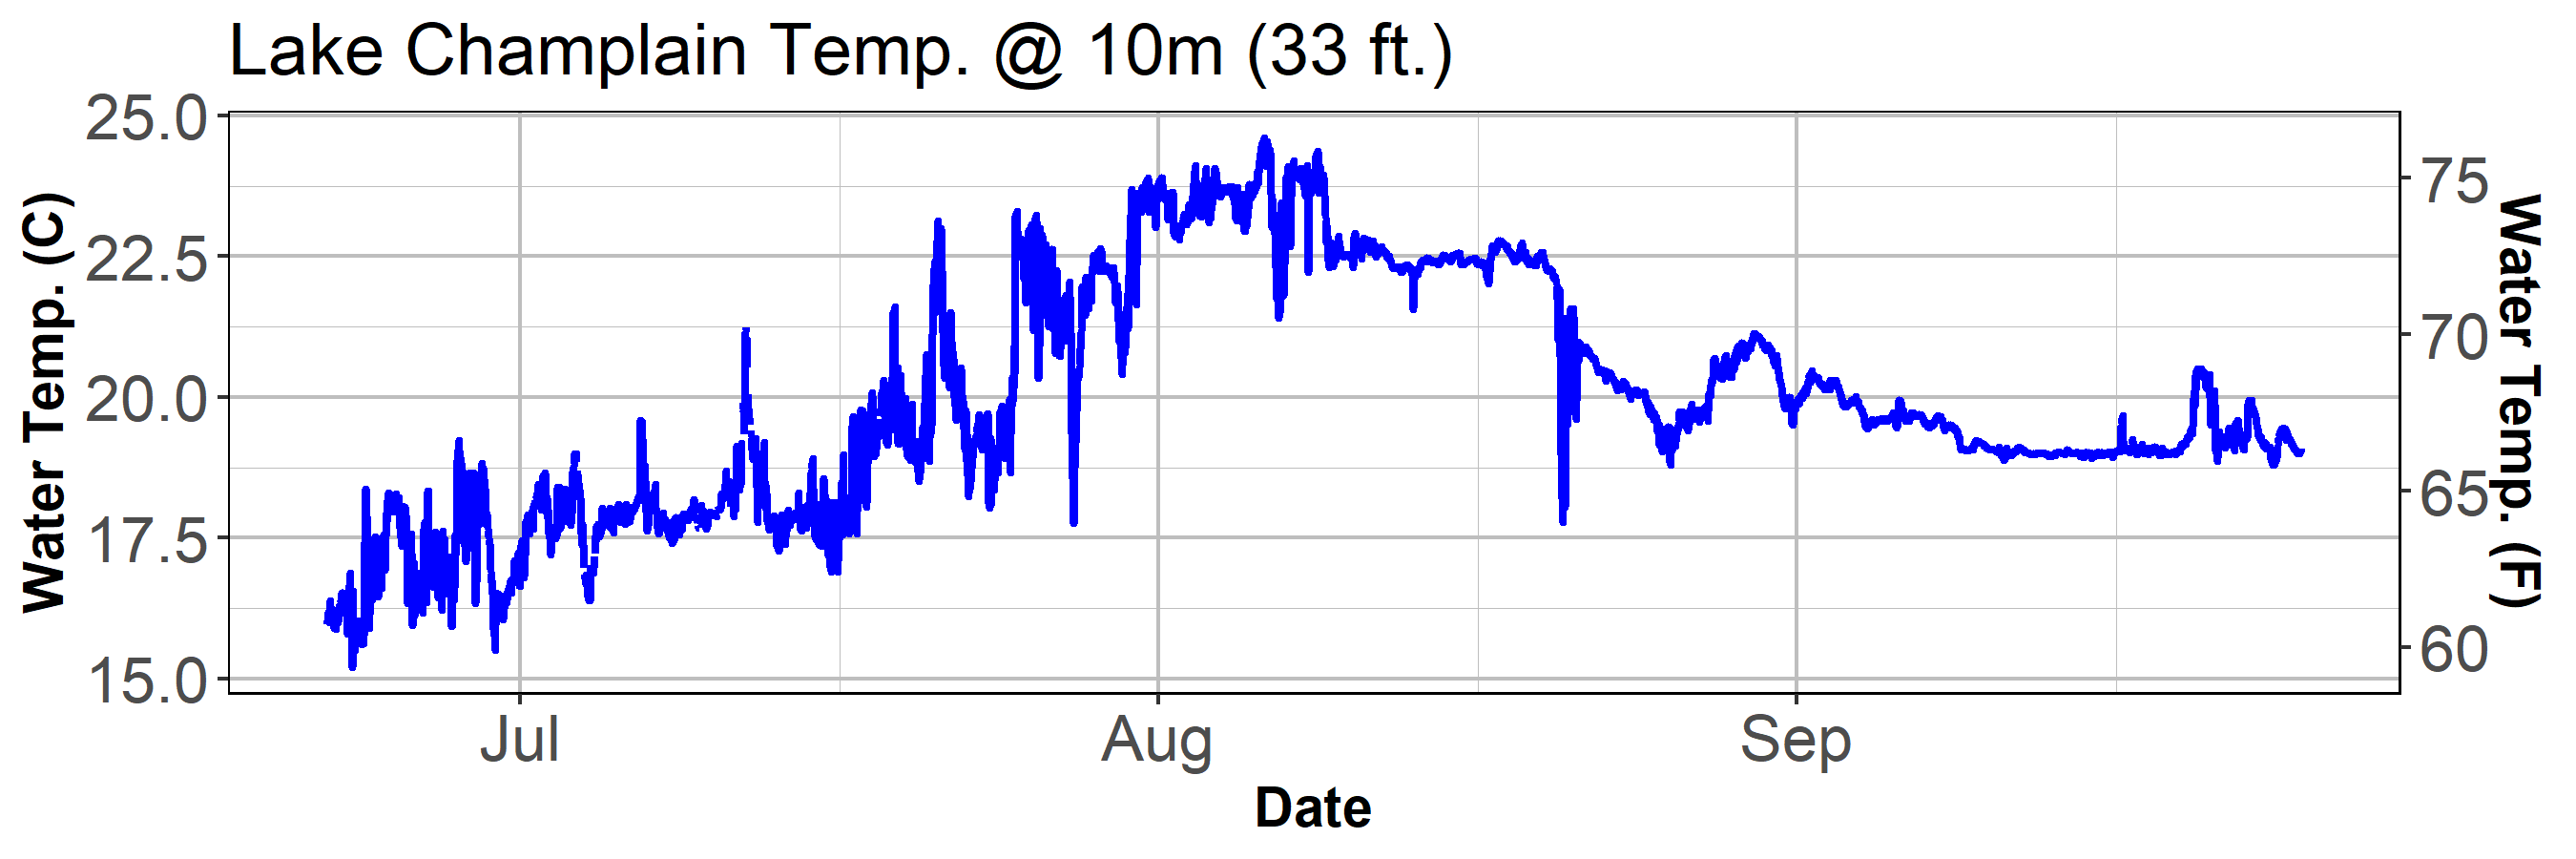 Lake Champlain Temp. @ 10m (33 ft.)
Water Temp. (C)
25.0
22.5
20.0
17.5
15.0
75
70
65
60
Water Temp. (F)
Jul
Aug
Sep
Date